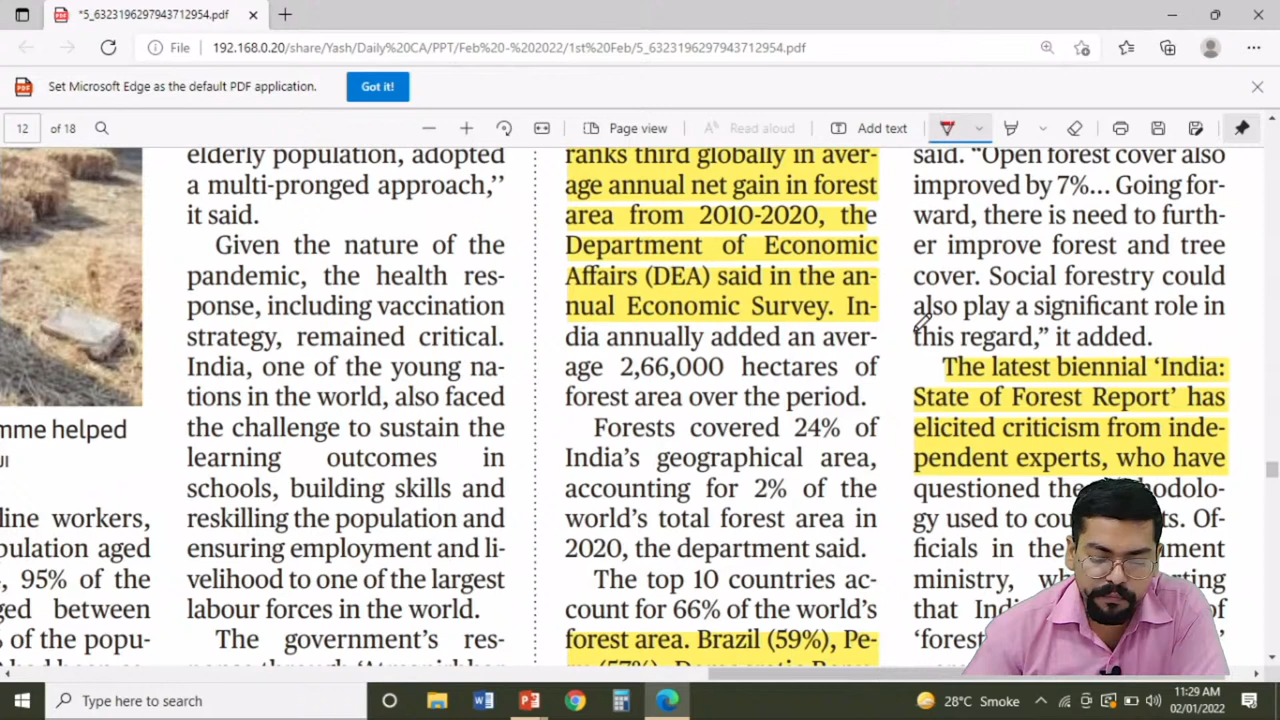 *5_6323196297943712954.pdf
File
192.168.0.20/share/Yash/Daily%20CA/PPT/Feb%20-%202022/1st%20Feb/5_6323196297943712954.pdf
Set Microsoft Edge as the default PDF application.
Got it!
12 of 18
Page view
Read aloud
Add text
mme helped
line workers,
pulation aged
95% of the
ged between
% of the popu-
elderly population, adopted
a multi-pronged approach,’’
it said.
Given the nature of the
pandemic, the health res-
ponse, including vaccination
strategy, remained critical.
India, one of the young na-
tions in the world, also faced
the challenge to sustain the
learning outcomes in
schools, building skills and
reskilling the population and
ensuring employment and li-
velihood to one of the largest
labour forces in the world.
The government’s res-
ranks third globally in aver-
age annual net gain in forest
area from 2010-2020, the
Department of Economic
Affairs (DEA) said in the an-
nual Economic Survey. In-
dia annually added an aver-
age 2,66,000 hectares of
forest area over the period.
Forests covered 24% of
India’s geographical area,
accounting for 2% of the
world’s total forest area in
2020, the department said.
The top 10 countries ac-
count for 66% of the world’s
forest area. Brazil (59%), Pe-
said. “Open forest cover also
improved by 7%... Going for-
ward, there is need to furth-
er improve forest and tree
cover. Social forestry could
also play a significant role in
this regard,” it added.
The latest biennial ‘India:
State of Forest Report’ has
elicited criticism from inde-
pendent experts, who have
questioned the
gy used to
Of-
ficials in the
ministry,
that
of
‘forest
Type here to search
28°C Smoke
11:29 AM
02/01/2022